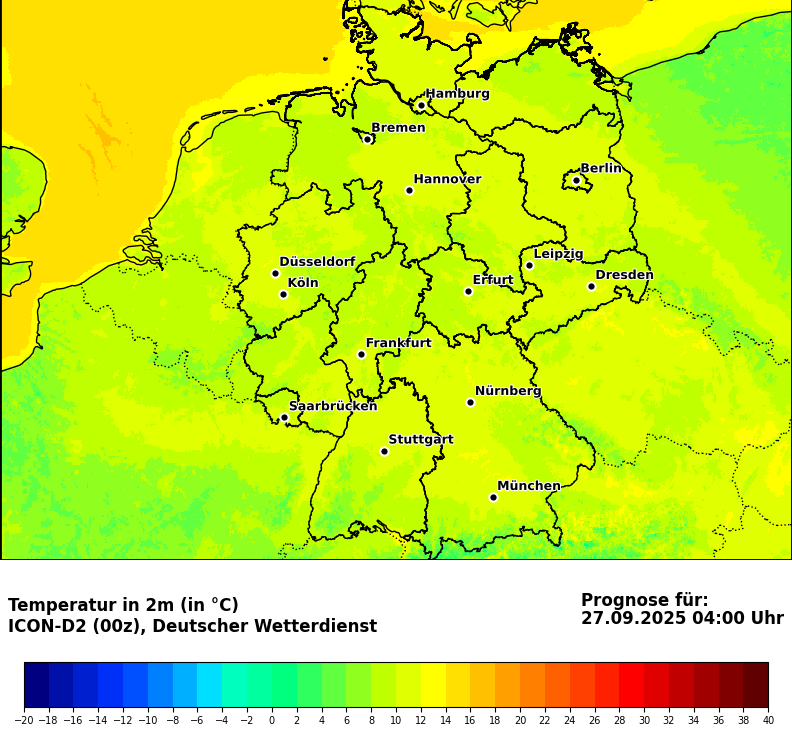 Hamburg
Bremen
Berlin
Hannover
Leipzig
Düsseldorf
Dresden
Köln
Erfurt
Frankfurt
Nürnberg
Saarbrücken
Stuttgart
München
Temperatur in 2m (in °C)
ICON-D2 (00z), Deutscher Wetterdienst
Prognose für:
27.09.2025 04:00 Uhr
−20 −18 −16 −14 −12 −10 −8 −6 −4 −2 0 2 4 6 8 10 12 14 16 18 20 22 24 26 28 30 32 34 36 38 40